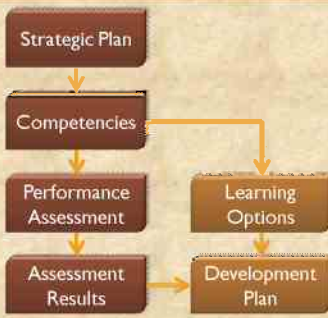 Strategic Plan
Competencies
Performance
Assessment
Learning
Options
Assessment
Results
Development
Plan